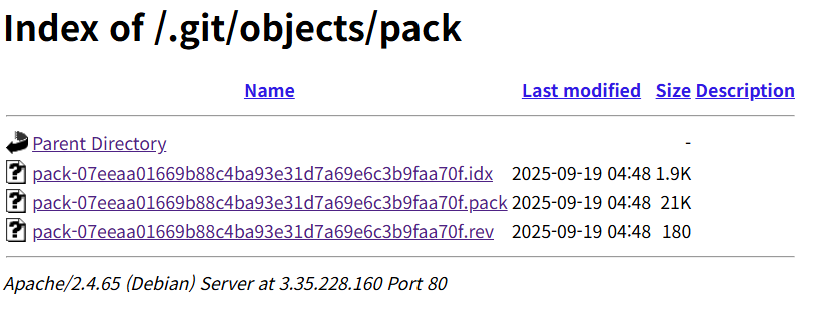 Index of /.git/objects/pack
Name Last modified Size Description
Parent Directory -
pack-07eeaa01669b88c4ba93e31d7a69e6c3b9faa70f.idx 2025-09-19 04:48 1.9K
pack-07eeaa01669b88c4ba93e31d7a69e6c3b9faa70f.pack 2025-09-19 04:48 21K
pack-07eeaa01669b88c4ba93e31d7a69e6c3b9faa70f.rev 2025-09-19 04:48 180
Apache/2.4.65 (Debian) Server at 3.35.228.160 Port 80